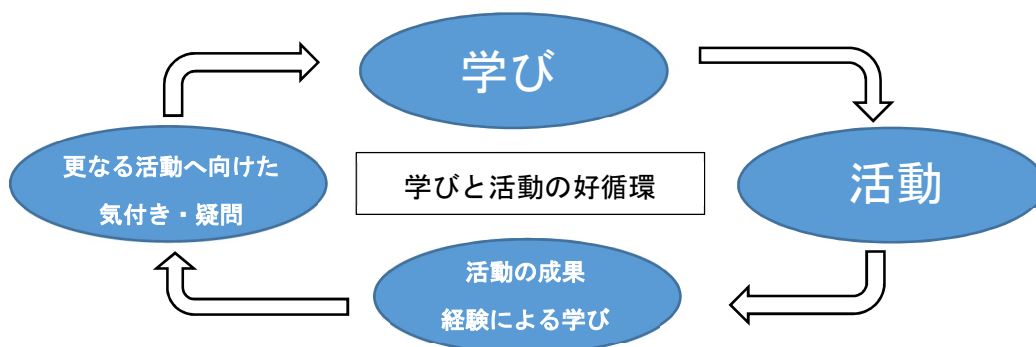 学び
更なる活動へ向けた
気付き・疑問
学びと活動の好循環
活動
活動の成果
経験による学び